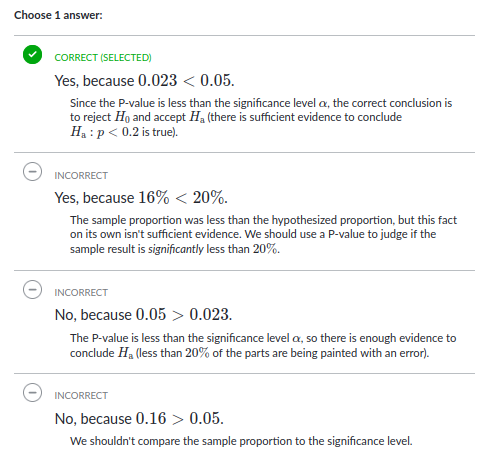 Choose 1 answer:
CORRECT (SELECTED)
Yes, because 0.023 < 0.05.
Since the P-value is less than the significance level α, the correct conclusion is
to reject H₀ and accept Hₐ (there is sufficient evidence to conclude
Hₐ : p < 0.2 is true).
INCORRECT
Yes, because 16% < 20%.
The sample proportion was less than the hypothesized proportion, but this fact
on its own isn't sufficient evidence. We should use a P-value to judge if the
sample result is significantly less than 20%.
INCORRECT
No, because 0.05 > 0.023.
The P-value is less than the significance level α, so there is enough evidence to
conclude Hₐ (less than 20% of the parts are being painted with an error).
INCORRECT
No, because 0.16 > 0.05.
We shouldn't compare the sample proportion to the significance level.